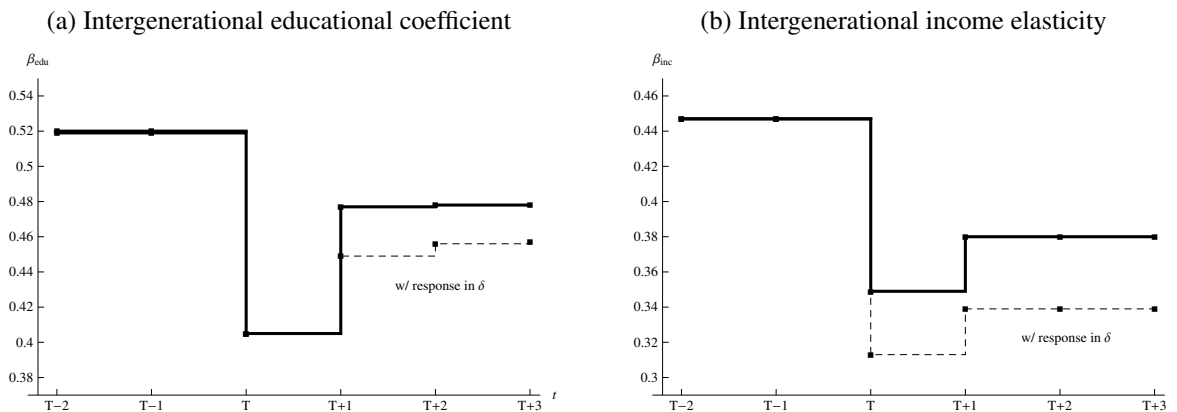 (a) Intergenerational educational coefficient
βedu
0.54
0.52
0.5
0.48
0.46
0.44
0.42
0.4
0.38
w/ response in δ
T−2
T−1
T
T+1
T+2
T+3
t
(b) Intergenerational income elasticity
βinc
0.46
0.44
0.42
0.4
0.38
0.36
0.34
0.32
0.3
w/ response in δ
T−2
T−1
T
T+1
T+2
T+3
t